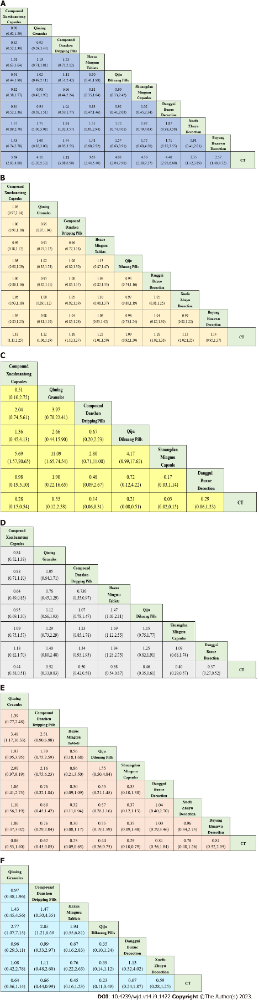 A
Compound
Xueshuantong
Capsules
0.90
(0.62,1.29)
Qiming
Granules
0.82 0.92
(0.52,1.30) (0.59,1.44)
Compound
Danshen
Dripping Pills
1.01 1.13 1.23
(0.63,1.64) (0.71,1.81) (0.71,2.12)
Hexue
Mingmu
Tablets
0.91 1.02 1.11 0.90
(0.44,1.90) (0.49,2.11) (0.51,2.42) (0.41,1.98)
Qiju
Dihuang Pills
0.82 0.91 0.99 0.81 0.90
(0.38,1.77) (0.43,1.97) (0.44,2.24) (0.35,1.84) (0.33,2.42)
Shuangdan
Mingmu
Capsules
0.84 0.94 1.02 0.83 0.92 1.02
(0.52,1.36) (0.58,1.51) (0.59,1.77) (0.47,1.46) (0.41,2.03) (0.45,2.34)
Danggui
Buxue
Decoction
1.57 1.75 1.91 1.55 1.72 1.92 1.87
(0.89,2.78) (1.00,3.08) (1.02,3.57) (0.81,2.94) (0.74,4.01) (0.79,4.63) (0.98,3.58)
Xuefu
Zhuyu
Decoction
1.43 1.60 1.74 1.41 1.57 1.75 1.71 0.91
(0.74,2.78) (0.83,3.09) (0.85,3.55) (0.68,2.92) (0.63,3.91) (0.68,4.50) (0.82,3.55) (0.41,2.01)
Buyang
Huanwu
Decoction
3.69 4.11 4.48 3.63 4.03 4.50 4.40 2.35 2.57
(2.83,4.80) (3.20,5.30) (3.08,6.50) (2.44,5.40) (2.04,7.98) (2.18,9.27) (2.93,6.60) (1.42,3.89) (1.40,4.72)
CT
B
Compound
Xueshuantong
Capsules
1.05
(0.97,1.14)
Qiming
Granules
1.00 0.95
(0.91,1.10) (0.87,1.04)
Compound
Danshen
Dripping Pills
0.96 0.91 0.96
(0.78,1.17) (0.74,1.12) (0.77,1.18)
Hexue
Mingmu
Tablets
1.08 1.02 1.08 1.13
(0.90,1.29) (0.85,1.23) (0.89,1.30) (0.87,1.47)
Qiju
Dihuang Pills
1.00 0.95 1.00 1.05 0.93
(0.86,1.16) (0.82,1.11) (0.85,1.17) (0.82,1.33) (0.74,1.16)
Danggui
Buxue
Decoction
1.05 1.00 1.05 1.10 0.97 1.05
(0.93,1.18) (0.89,1.12) (0.92,1.19) (0.88,1.37) (0.80,1.19) (0.88,1.25)
Xuefu
Zhuyu
Decoction
1.03 0.98 1.04 1.08 0.96 1.04 0.99
(0.85,1.25) (0.81,1.19) (0.85,1.26) (0.83,1.42) (0.75,1.24) (0.82,1.30) (0.80,1.22)
Buyang
Huanwu
Decoction
1.18 1.12 1.18 1.23 1.09 1.18 1.13 1.14
(1.11,1.25) (1.06,1.19) (1.10,1.27) (1.01,1.50) (0.92,1.30) (1.02,1.36) (1.02,1.25) (0.95,1.37)
CT
C
Compound
Xueshuantong
Capsules
0.51
(0.10,2.72)
Qiming
Granules
2.04 3.97
(0.74,5.61) (0.70,22.41)
Compound
Danshen
DrippingPills
1.36 2.66 0.67
(0.45,4.13) (0.44,15.90) (0.20,2.23)
Qiju
Dihuang Pills
5.69 11.09 2.80 4.17
(1.57,20.65) (1.65,74.54) (0.71,11.00) (0.99,17.62)
Shuangdan
Mingmu
Capsule
0.98 1.90 0.48 0.72 0.17
(0.19,5.10) (0.22,16.65) (0.09,2.67) (0.12,4.22) (0.03,1.14)
Danggui
Buxue
Decoction
0.28 0.55 0.14 0.21 0.05 0.29
(0.15,0.54) (0.12,2.58) (0.06,0.31) (0.08,0.51) (0.02,0.15) (0.06,1.33)
CT
D
Compound
Xueshuantong
Capsules
0.84
(0.52,1.38)
Qiming
Granules
0.88 1.05
(0.71,1.10) (0.64,1.71)
Compound
Danshen
Dripping Pills
0.64 0.76 0.730
(0.49,0.85) (0.45,1.29) (0.55,0.97)
Hexue
Mingmu
Tablets
0.95 1.12 1.07 1.47
(0.69,1.30) (0.66,1.93) (0.78,1.47) (1.03,2.11)
Qiju
Dihuang Pills
1.09 1.29 1.23 1.69 1.15
(0.75,1.57) (0.73,2.29) (0.85,1.78) (1.12,2.55) (0.75,1.77)
Shuangdan
Mingmu
Capsules
1.18 1.40 1.34 1.84 1.25 1.09
(0.82,1.70) (0.80,2.48) (0.93,1.93) (1.23,2.75) (0.82,1.91) (0.68,1.74)
Danggui
Buxue
Decoction
0.44 0.52 0.50 0.68 0.46 0.40 0.37
(0.38,0.51) (0.33,0.83) (0.42,0.58) (0.54,0.87) (0.35,0.61) (0.29,0.57) (0.27,0.52)
CT
E
Qiming
Granules
1.39
(0.77,2.48)
Compound
Danshen
Dripping Pills
3.48 2.51
(1.17,10.33) (0.90,6.98)
Hexue
Mingmu
Tablets
1.93 1.39 0.56
(0.95,3.95) (0.75,2.59) (0.18,1.68)
Qiju
Dihuang Pills
2.99 2.16 0.86 1.55
(0.97,9.19) (0.75,6.23) (0.21,3.50) (0.50,4.84)
Shuangdan
Mingmu
Capsules
1.06 0.76 0.30 0.55 0.35
(0.41,2.75) (0.32,1.84) (0.09,1.09) (0.21,1.45) (0.10,1.30)
Danggui
Buxue
Decoction
1.10 0.80 0.32 0.57 0.37 1.04
(0.56,2.19) (0.45,1.42) (0.11,0.94) (0.28,1.16) (0.12,1.13) (0.40,2.70)
Xuefu
Zhuyu
Decoction
1.06 0.76 0.30 0.55 0.35 1.00 0.96
(0.37,3.02) (0.29,2.04) (0.08,1.17) (0.19,1.59) (0.09,1.40) (0.29,3.46) (0.34,2.73)
Buyang
Huanwu
Decoction
0.86 0.62 0.25 0.44 0.29 0.81 0.78 0.81
(0.53,1.40) (0.45,0.85) (0.09,0.65) (0.26,0.75) (0.10,0.79) (0.36,1.84) (0.48,1.26) (0.32,2.05)
CT
F
Qiming
Granules
0.97
(0.48,1.96)
Compound
Danshen
Dripping Pills
1.43 1.47
(0.45,4.56) (0.50,4.35)
Hexue
Mingmu
Tablets
2.77 2.85 1.94
(1.07,7.15) (1.21,6.69 (0.55,6.81)
Qiju
Dihuang Pills
0.96 0.99 0.67 0.35
(0.29,3.11) (0.33,2.97) (0.16,2.83) (0.10,1.24)
Danggui
Buxue
Decoction
1.08 1.11 0.76 0.39 1.13
(0.42,2.78) (0.48,2.60) (0.22,2.65) (0.14,1.12) (0.32,4.02)
Xuefu
Zhuyu
Decoction
0.64 0.66 0.45 0.23 0.67 0.59
(0.36,1.14) (0.44,0.99) (0.16,1.23) (0.11,0.49) (0.24,1.87) (0.28,1.25)
CT
DOI: 10.4239/wjd.v14.i9.1422 Copyright ©The Author(s) 2023.